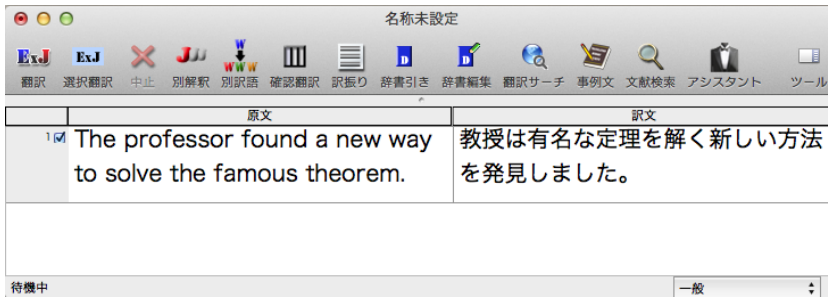 名称未設定
ExJ ExJ J W W W W D D
翻訳 選択翻訳 中止 別解釈 別訳語 確認翻訳 訳振り 辞書引き 辞書編集 翻訳サーチ 事例文 文献検索 アシスタント ツール
原文 訳文
1 The professor found a new way 教授は有名な定理を解く新しい方法
to solve the famous theorem. を発見しました。
待機中 一般